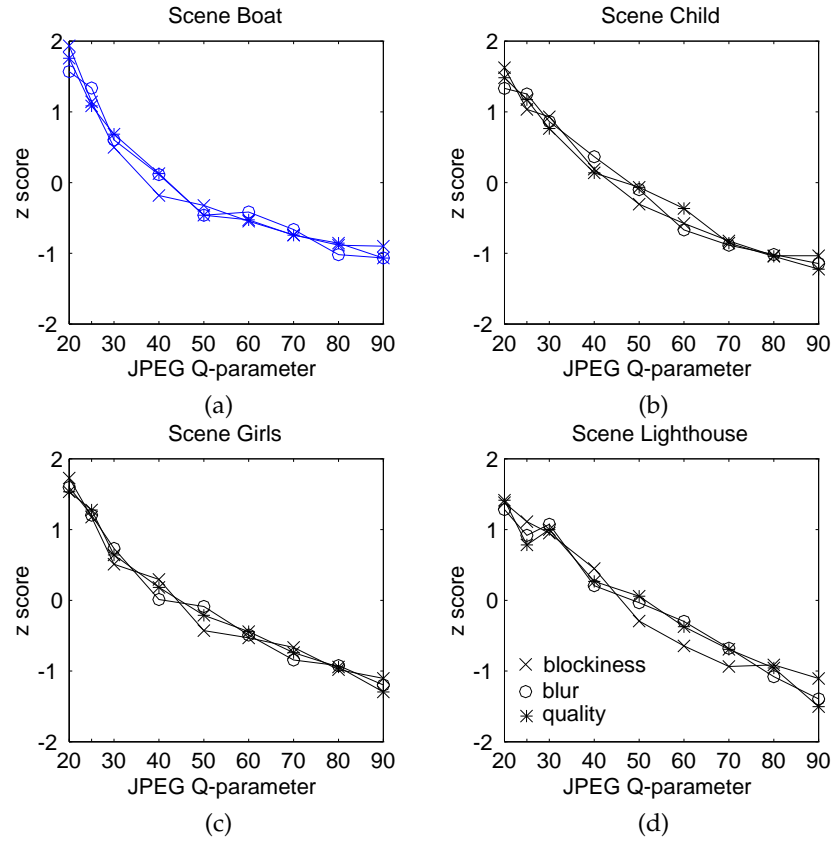 Scene Boat
2
1
0
-1
-2
z score
20 30 40 50 60 70 80 90
JPEG Q-parameter
(a)
Scene Child
2
1
0
-1
-2
z score
20 30 40 50 60 70 80 90
JPEG Q-parameter
(b)
Scene Girls
2
1
0
-1
-2
z score
20 30 40 50 60 70 80 90
JPEG Q-parameter
(c)
Scene Lighthouse
2
1
0
-1
-2
z score
blockiness
blur
quality
20 30 40 50 60 70 80 90
JPEG Q-parameter
(d)